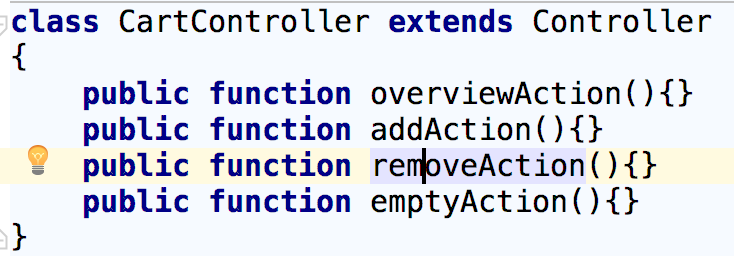 class CartController extends Controller
{
    public function overviewAction(){}
    public function addAction(){}
    public function removeAction(){}
    public function emptyAction(){}
}